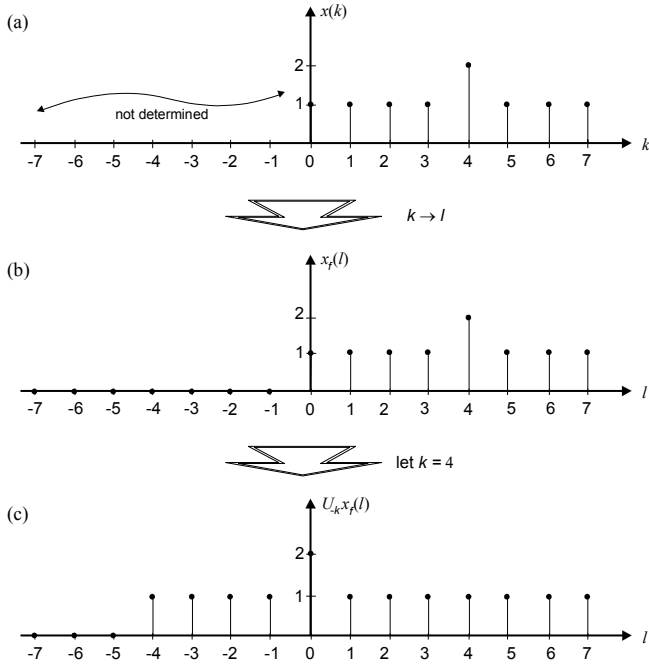 (a)
x(k)
2
1
not determined
-7 -6 -5 -4 -3 -2 -1 0 1 2 3 4 5 6 7 k
k → l
(b)
x_f(l)
2
1
-7 -6 -5 -4 -3 -2 -1 0 1 2 3 4 5 6 7 l
let k = 4
(c)
U_-k x_f(l)
2
1
-7 -6 -5 -4 -3 -2 -1 0 1 2 3 4 5 6 7 l